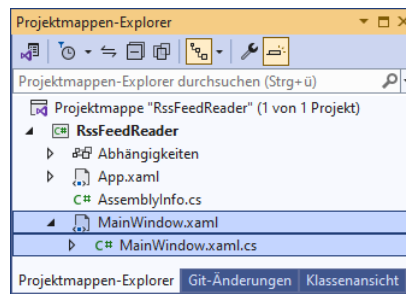 Projektmappen-Explorer
Projektmappen-Explorer durchsuchen (Strg+ü)
Projektmappe "RssFeedReader" (1 von 1 Projekt)
C# RssFeedReader
Abhängigkeiten
App.xaml
C# AssemblyInfo.cs
MainWindow.xaml
C# MainWindow.xaml.cs
Projektmappen-Explorer Git-Änderungen Klassenansicht